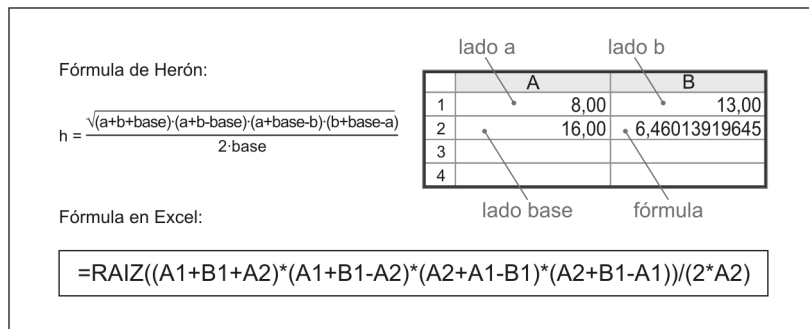 Fórmula de Herón:
h = √(a+b+base)·(a+b-base)·(a+base-b)·(b+base-a)
2·base
lado a lado b
A B
1 8,00 13,00
2 16,00 6,46013919645
3
4
lado base fórmula
Fórmula en Excel:
=RAIZ((A1+B1+A2)*(A1+B1-A2)*(A2+A1-B1)*(A2+B1-A1))/(2*A2)